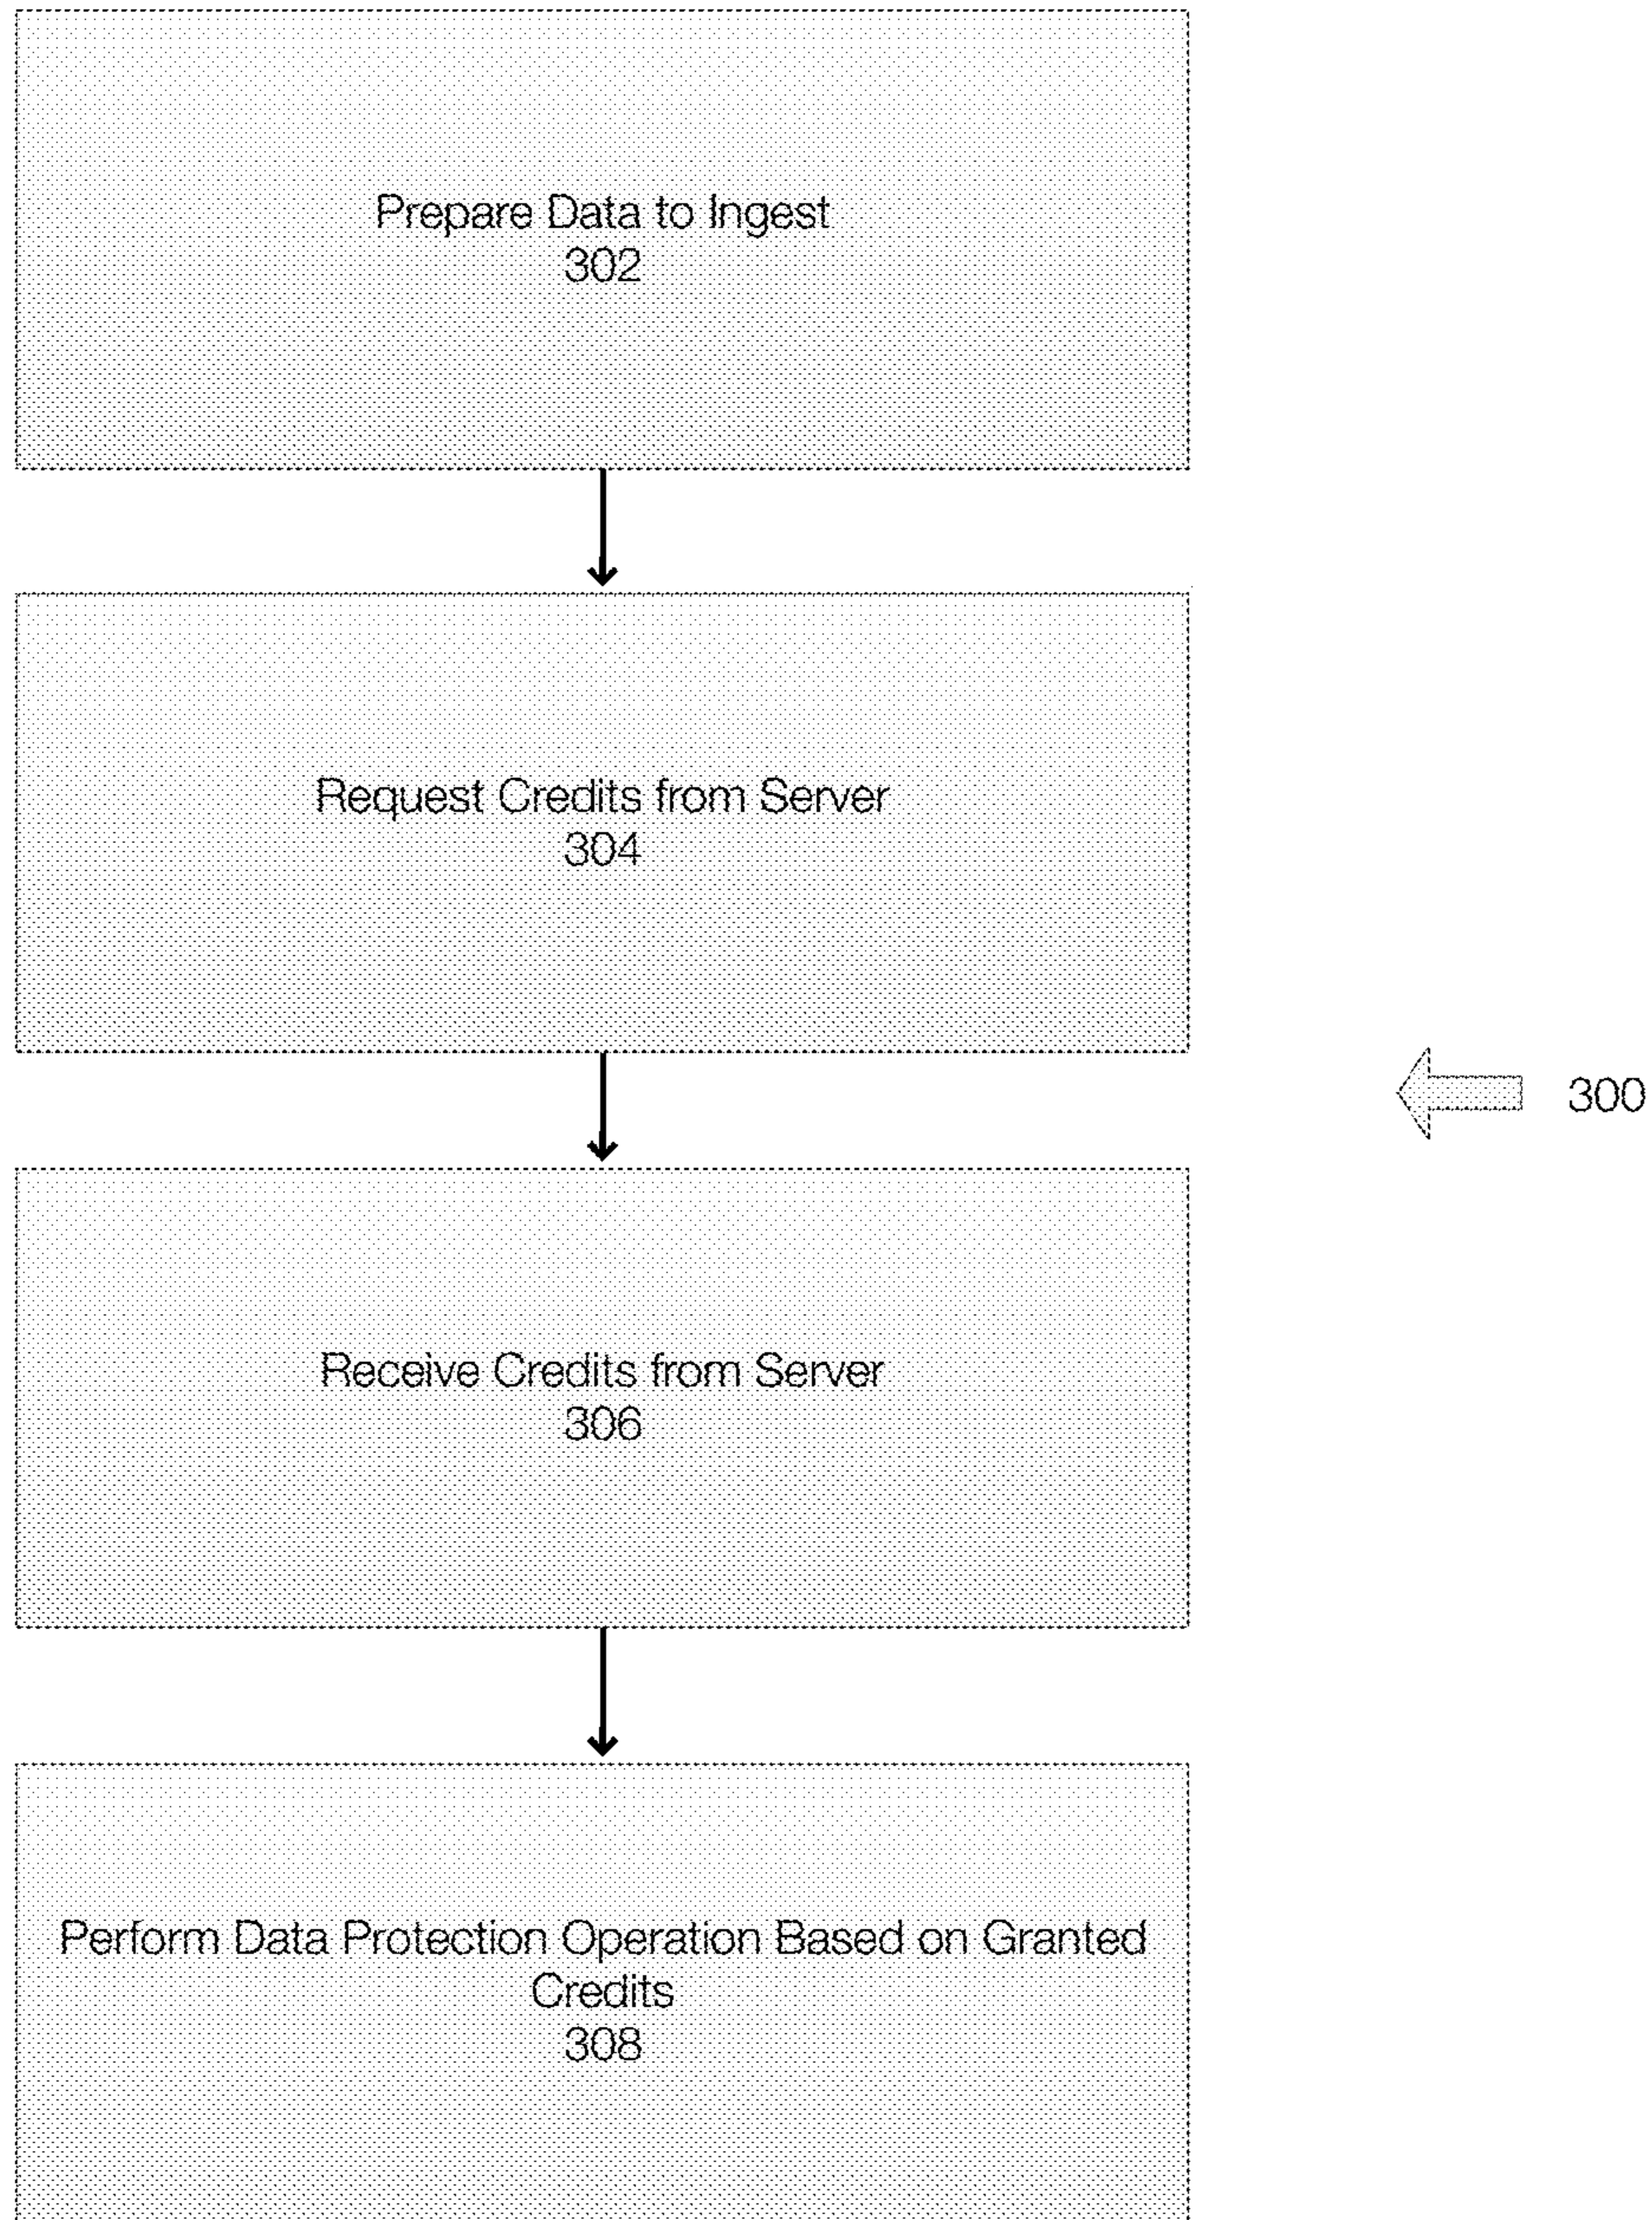 Prepare Data to Ingest
302
Request Credits from Server
304
300
Receive Credits from Server
306
Perform Data Protection Operation Based on Granted
Credits
308